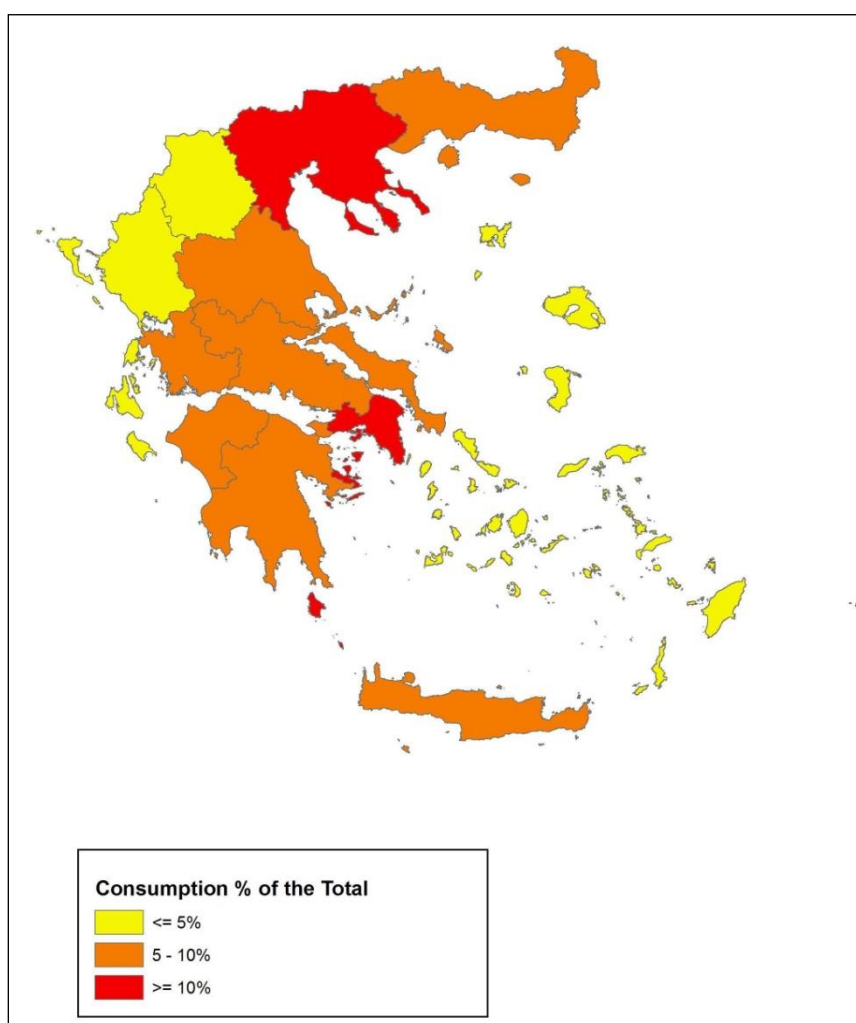 Consumption % of the Total
<= 5%
5 - 10%
>= 10%